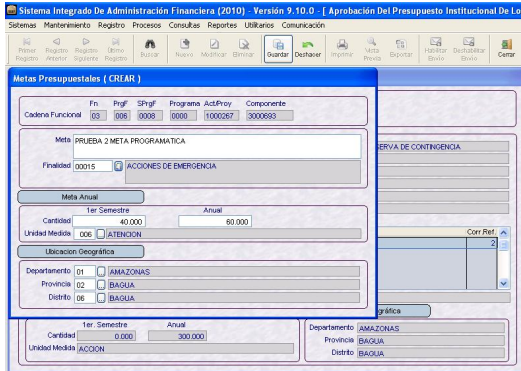 Sistema Integrado De Administración Financiera (2010) - Versión 9.10.0 - [ Aprobación Del Presupuesto Institucional De Lo
Sistemas Mantenimiento Registro Procesos Consultas Reportes Utilitarios Comunicación
Primer Registro Registro Anterior Registro Siguiente Último Registro Buscar Nuevo Modificar Eliminar Guardar Deshacer Imprimir Vista Previa Exportar Habilitar Envío Deshabilitar Envío Cerrar
Metas Presupuestales ( CREAR )
Fn PrgF SPrgF Programa Act/Proy Componente
Cadena Funcional 03 006 0008 0000 1000267 3000693
Meta PRUEBA 2 META PROGRAMATICA
ERVA DE CONTINGENCIA
Finalidad 00015 ACCIONES DE EMERGENCIA
Meta Anual
1er Semestre Anual
Cantidad 40.000 60.000
Unidad Medida 006 ATENCION
Corr.Ref.
2
Ubicacion Geográfica
Departamento 01 AMAZONAS
Provincia 02 BAGUA
Distrito 06 BAGUA
gráfica
1er. Semestre Anual
Cantidad 0.000 300.000
Unidad Medida ACCION
Departamento AMAZONAS
Provincia BAGUA
Distrito BAGUA